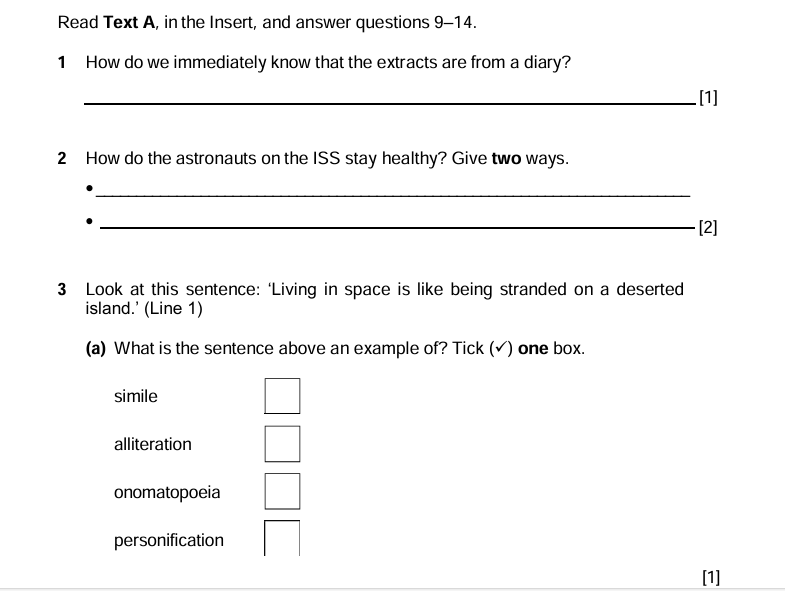 Read Text A, in the Insert, and answer questions 9–14.
1 How do we immediately know that the extracts are from a diary?
[1]
2 How do the astronauts on the ISS stay healthy? Give two ways.
•
• [2]
3 Look at this sentence: ‘Living in space is like being stranded on a deserted
island.’ (Line 1)
(a) What is the sentence above an example of? Tick (✓) one box.
simile
alliteration
onomatopoeia
personification
[1]